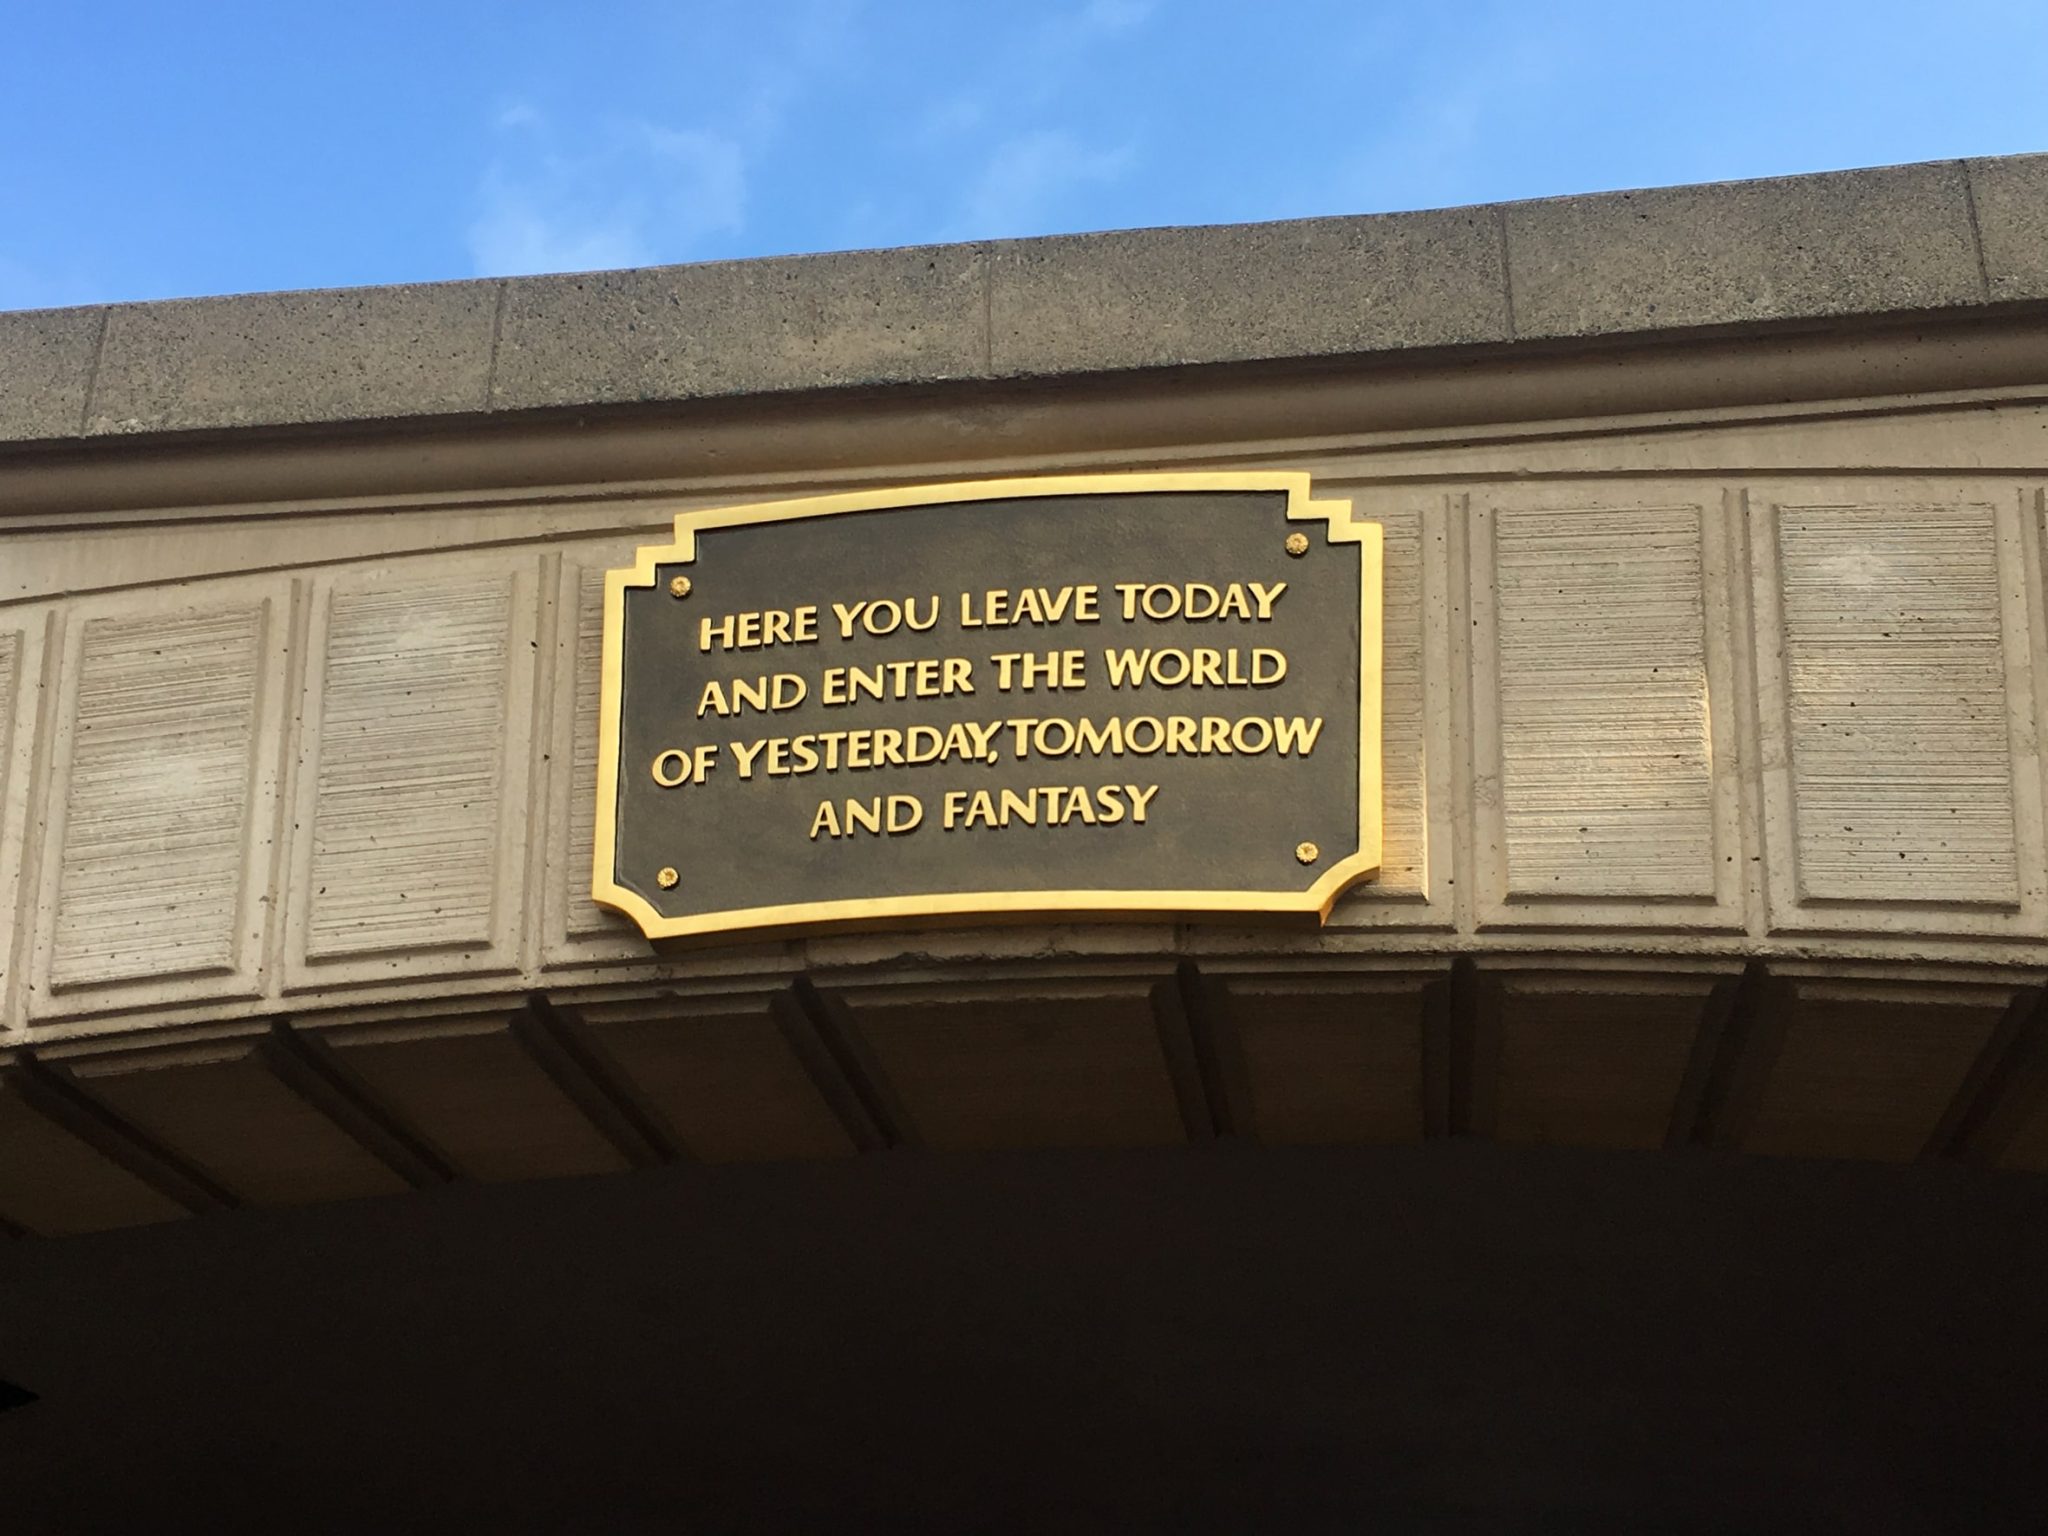 HERE YOU LEAVE TODAY
AND ENTER THE WORLD
OF YESTERDAY, TOMORROW
AND FANTASY